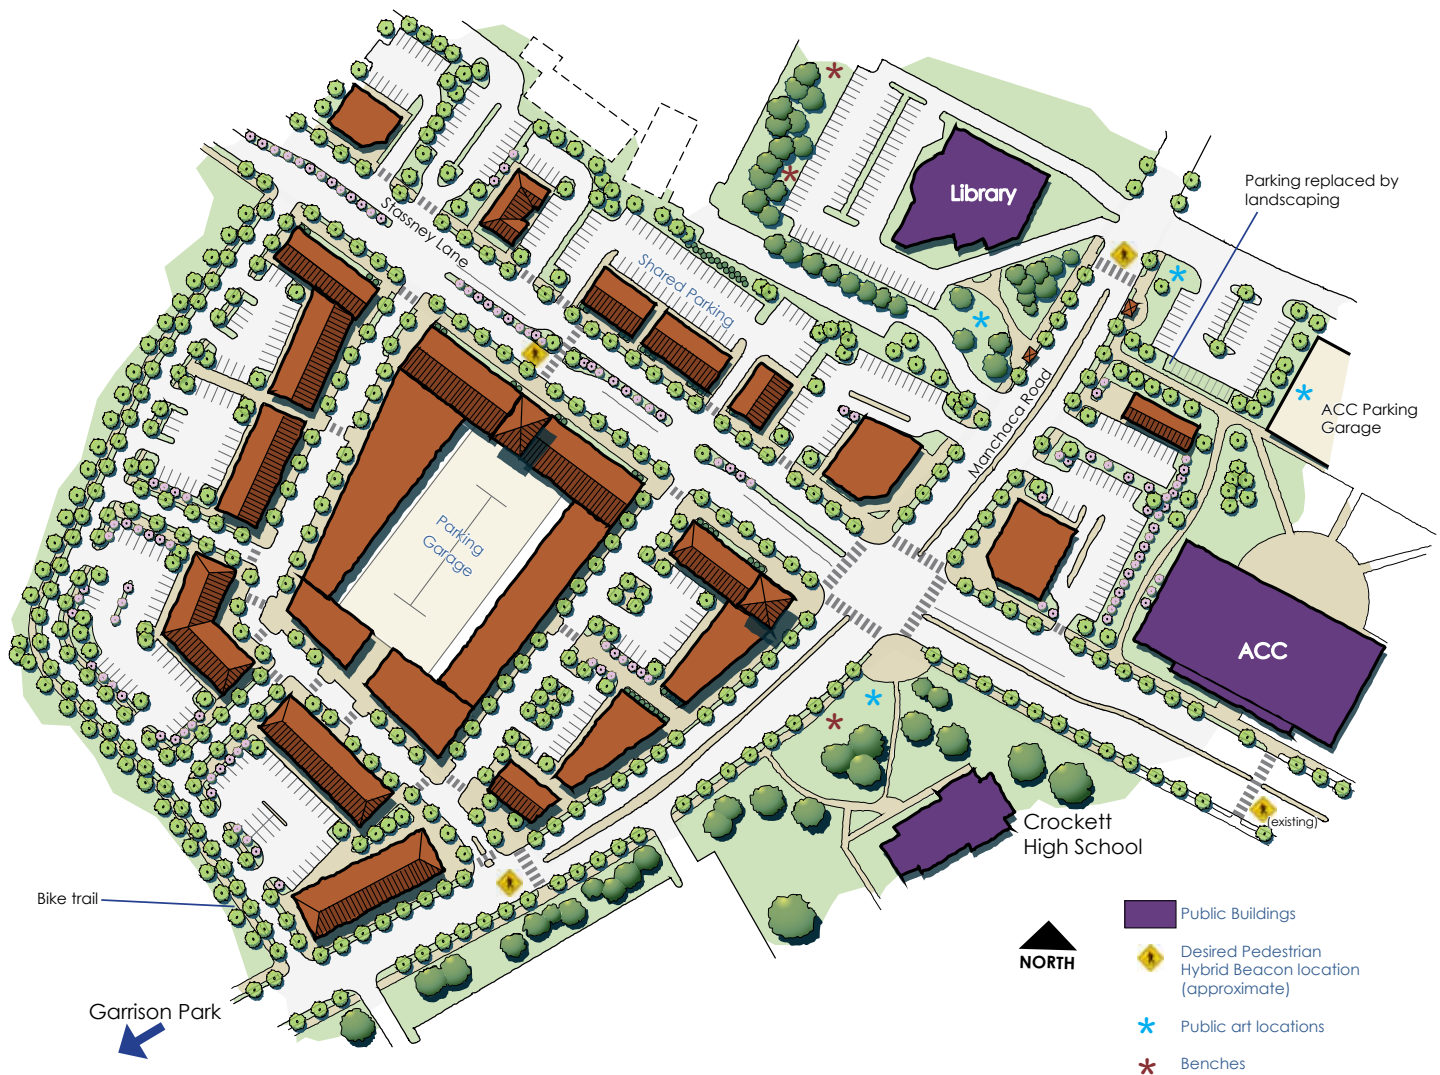 Library
Parking replaced by
landscaping
Stassney Lane
Shared Parking
Manchaca Road
ACC Parking
Garage
Parking
Garage
ACC
(existing)
Crockett
High School
Bike trail
Garrison Park
NORTH
Public Buildings
Desired Pedestrian
Hybrid Beacon location
(approximate)
Public art locations
Benches